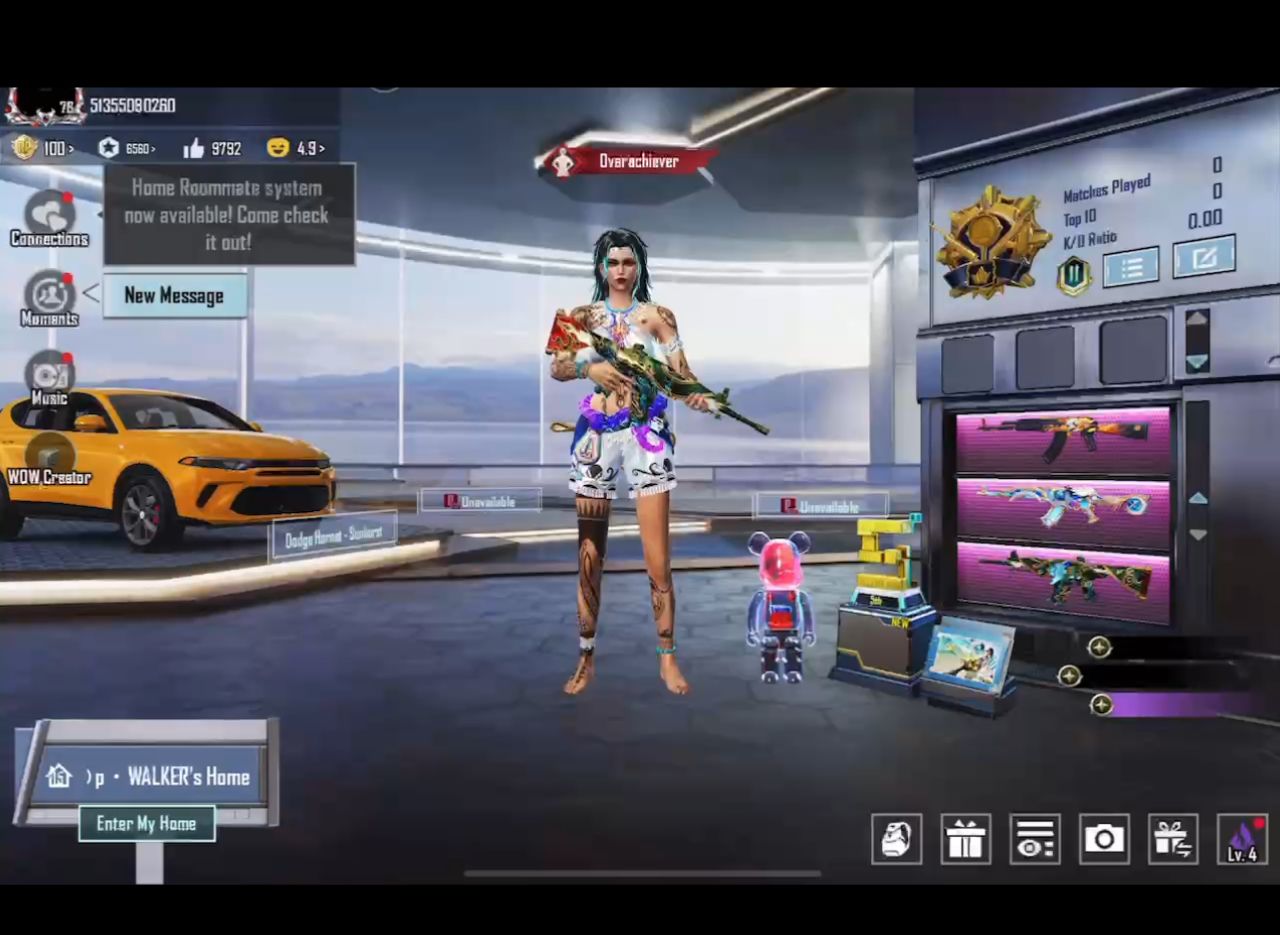 76
51355080260
100 >
6560 >
9792
4.9 >
Overachiever
Home Roommate system
now available! Come check
it out!
Connections
New Message
Moments
Music
WOW Creator
Matches Played 0
Top 10 0
K/D Ratio 0.00
Unavailable
Unavailable
Dodge Hornet - Sunburst
5th
NEW
15 p · WALKER's Home
Enter My Home
Lv. 4